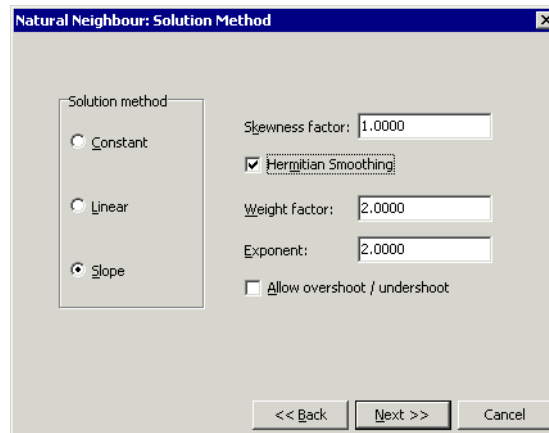 Natural Neighbour: Solution Method
Solution method
Constant
Linear
Slope
Skewness factor: 1.0000
Hermitian Smoothing
Weight factor: 2.0000
Exponent: 2.0000
Allow overshoot / undershoot
<< Back Next >> Cancel